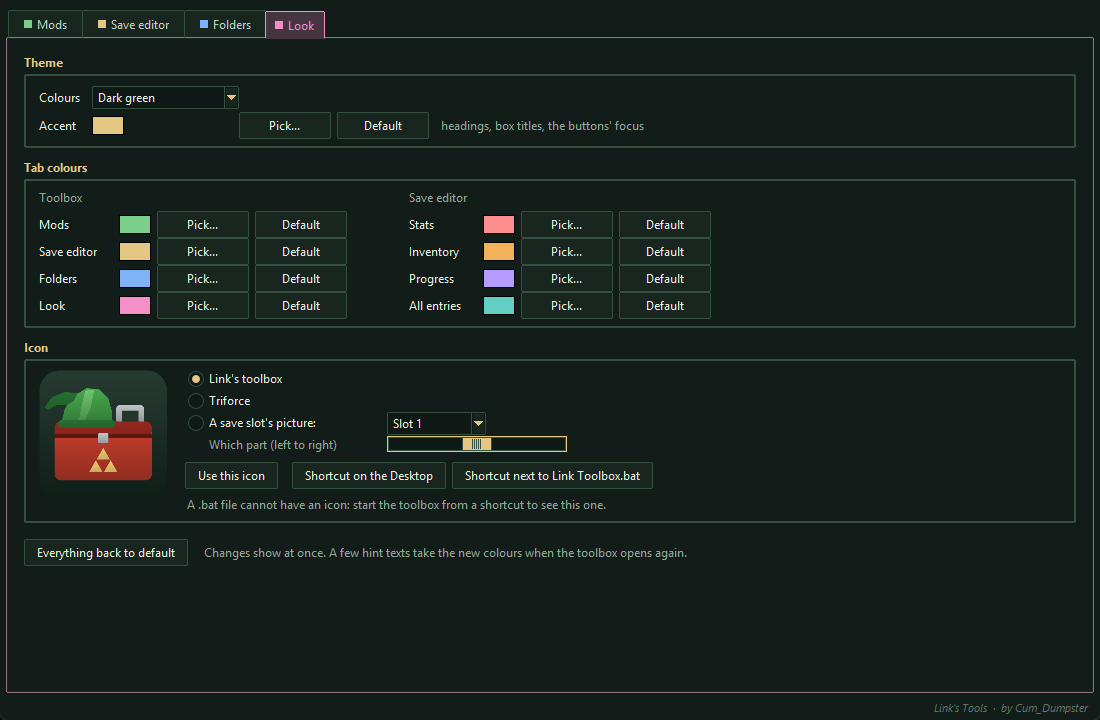 Mods Save editor Folders Look
Theme
Colours Dark green
Accent Pick... Default headings, box titles, the buttons' focus
Tab colours
Toolbox Save editor
Mods Pick... Default Stats Pick... Default
Save editor Pick... Default Inventory Pick... Default
Folders Pick... Default Progress Pick... Default
Look Pick... Default All entries Pick... Default
Icon
Link's toolbox
Triforce
A save slot's picture: Slot 1
Which part (left to right)
Use this icon Shortcut on the Desktop Shortcut next to Link Toolbox.bat
A .bat file cannot have an icon: start the toolbox from a shortcut to see this one.
Everything back to default Changes show at once. A few hint texts take the new colours when the toolbox opens again.
Link's Tools · by Cum_Dumpster